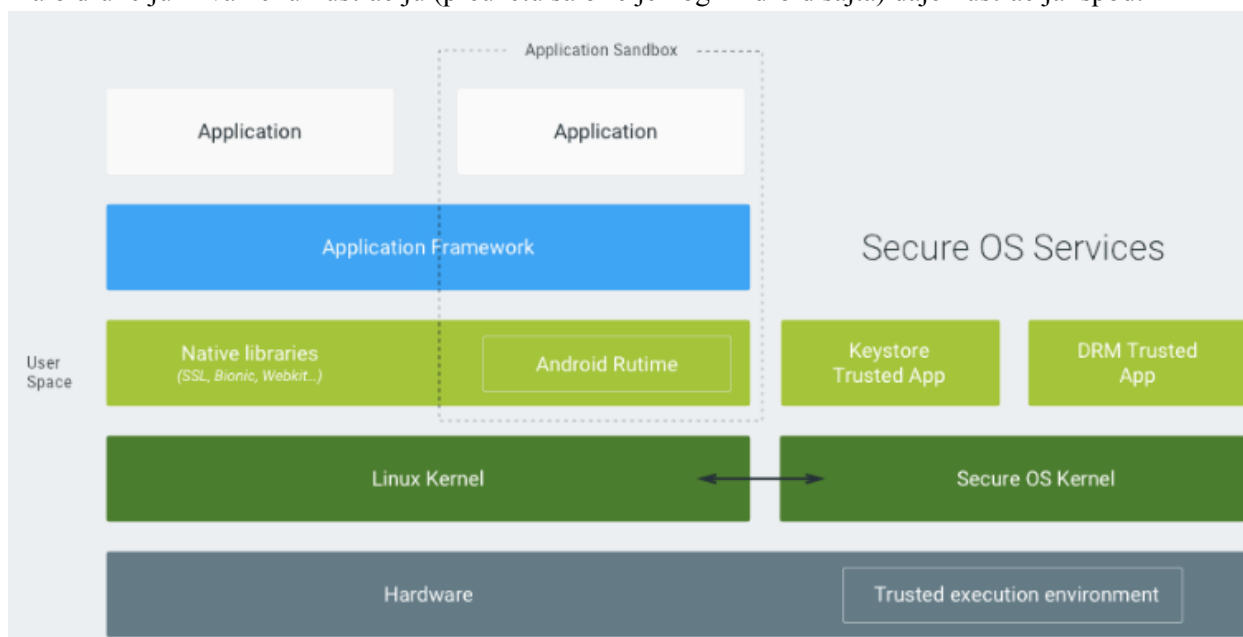 Application Sandbox
Application
Application
Application Framework
Secure OS Services
User
Space
Native libraries
(SSL, Bionic, Webkit...)
Android Rutime
Keystore
Trusted App
DRM Trusted
App
Linux Kernel
Secure OS Kernel
Hardware
Trusted execution environment